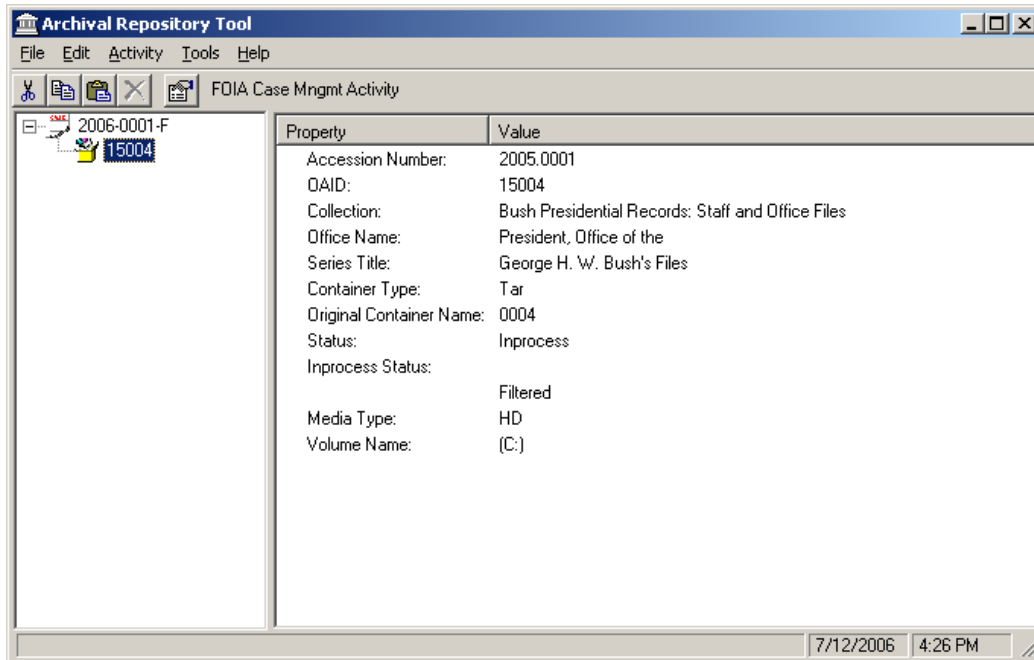 Archival Repository Tool
File Edit Activity Tools Help
FOIA Case Mngmt Activity
2006-0001-F
15004
Property Value
Accession Number: 2005.0001
OAID: 15004
Collection: Bush Presidential Records: Staff and Office Files
Office Name: President, Office of the
Series Title: George H. W. Bush's Files
Container Type: Tar
Original Container Name: 0004
Status: Inprocess
Inprocess Status:
Filtered
Media Type: HD
Volume Name: (C:)
7/12/2006 4:26 PM